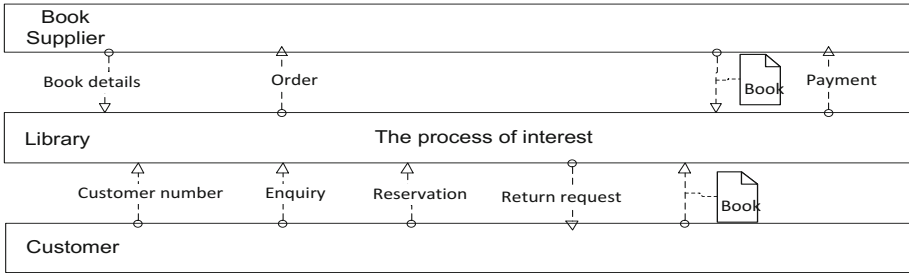 Book
Supplier
Book details
Order
Book
Payment
Library
The process of interest
Customer number
Enquiry
Reservation
Return request
Book
Customer